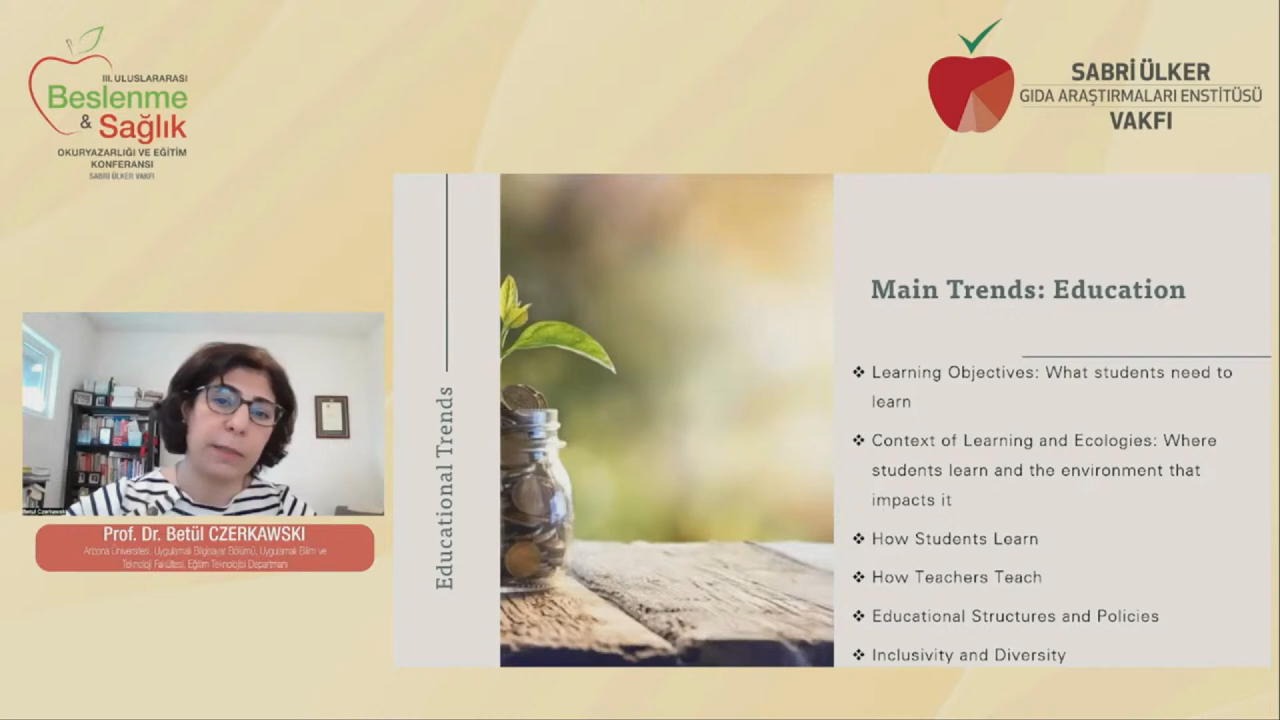 III. ULUSLARARASI
Beslenme
& Sağlık
OKURYAZARLIĞI VE EĞİTİM
KONFERANSI
SABRİ ÜLKER VAKFI
SABRİ ÜLKER
GIDA ARAŞTIRMALARI ENSTİTÜSÜ
VAKFI
Betul Czerkawski
Prof. Dr. Betül CZERKAWSKI
Arizona Üniversitesi, Uygulamalı Bilgisayar Bölümü, Uygulamalı Bilim ve
Teknoloji Fakültesi, Eğitim Teknolojisi Departmanı
Educational Trends
Main Trends: Education
❖ Learning Objectives: What students need to
learn
❖ Context of Learning and Ecologies: Where
students learn and the environment that
impacts it
❖ How Students Learn
❖ How Teachers Teach
❖ Educational Structures and Policies
❖ Inclusivity and Diversity